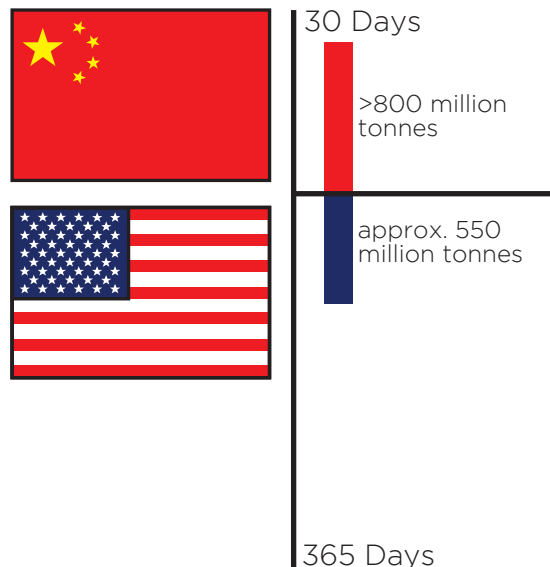 30 Days
>800 million
tonnes
approx. 550
million tonnes
365 Days